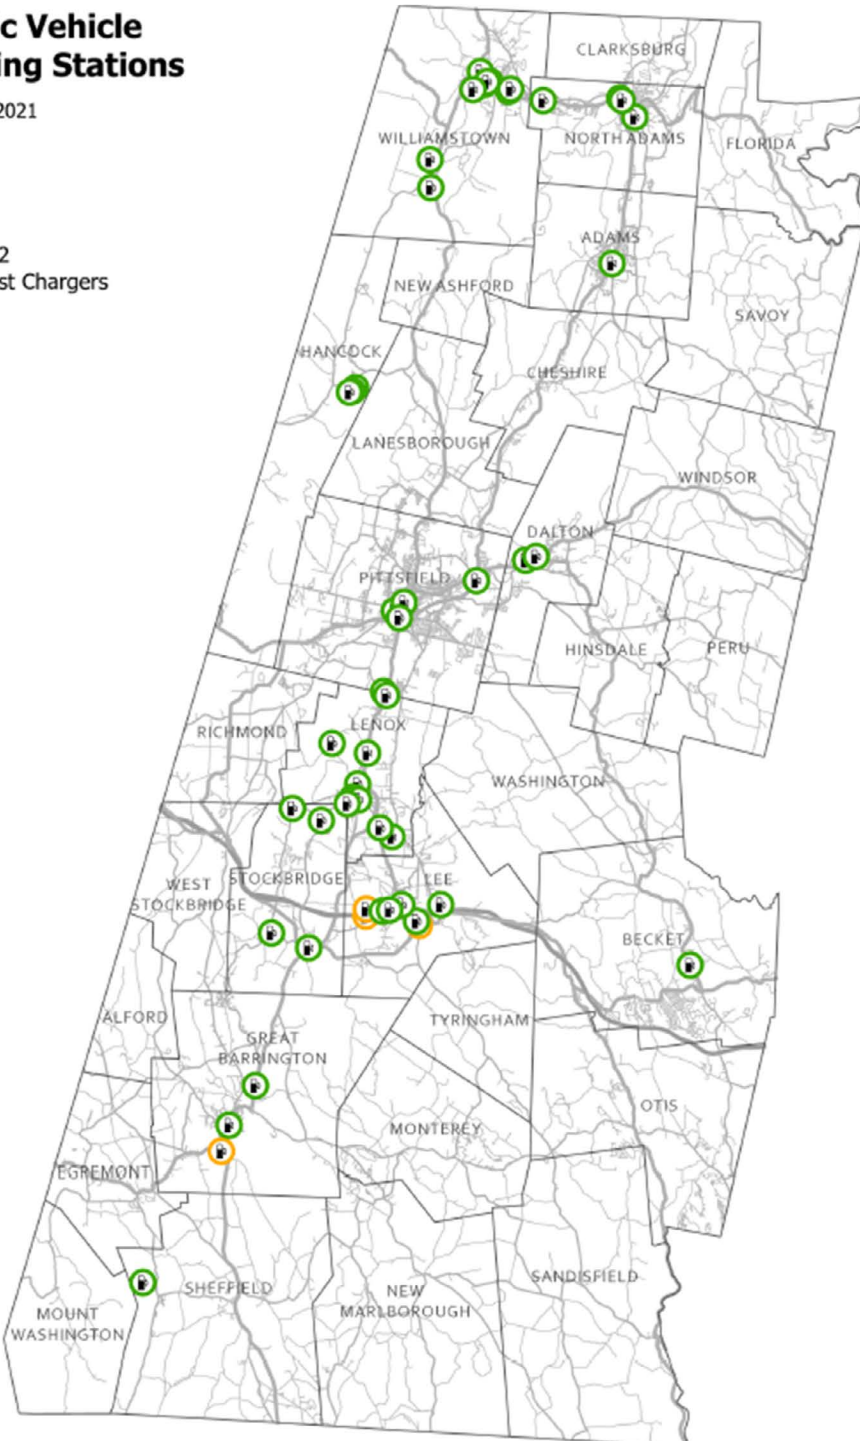 c Vehicle
ing Stations
2021
2
st Chargers
CLARKSBURG
WILLIAMSTOWN
NORTH ADAMS
FLORIDA
ADAMS
NEW ASHFORD
SAVOY
HANCOCK
CHESHIRE
LANESBOROUGH
WINDSOR
DALTON
PITTSFIELD
HINSDALE
PERU
RICHMOND
LENOX
WASHINGTON
WEST
STOCKBRIDGE
STOCKBRIDGE
LEE
BECKET
ALFORD
TYRINGHAM
GREAT
BARRINGTON
OTIS
MONTEREY
EGREMONT
SHEFFIELD
NEW
MARLBOROUGH
SANDISFIELD
MOUNT
WASHINGTON